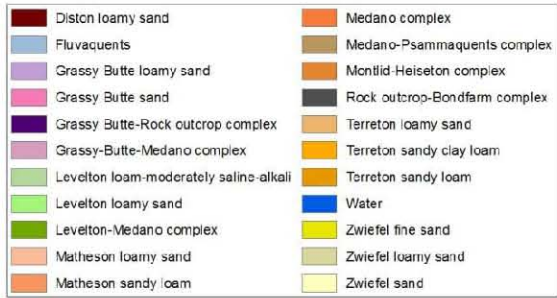 Diston loamy sand
Fluvaquents
Grassy Butte loamy sand
Grassy Butte sand
Grassy Butte-Rock outcrop complex
Grassy-Butte-Medano complex
Levelton loam-moderately saline-alkali
Levelton loamy sand
Levelton-Medano complex
Matheson loamy sand
Matheson sandy loam
Medano complex
Medano-Psammaquents complex
Montlid-Heiseton complex
Rock outcrop-Bondfarm complex
Terreton loamy sand
Terreton sandy clay loam
Terreton sandy loam
Water
Zwiefel fine sand
Zwiefel loamy sand
Zwiefel sand